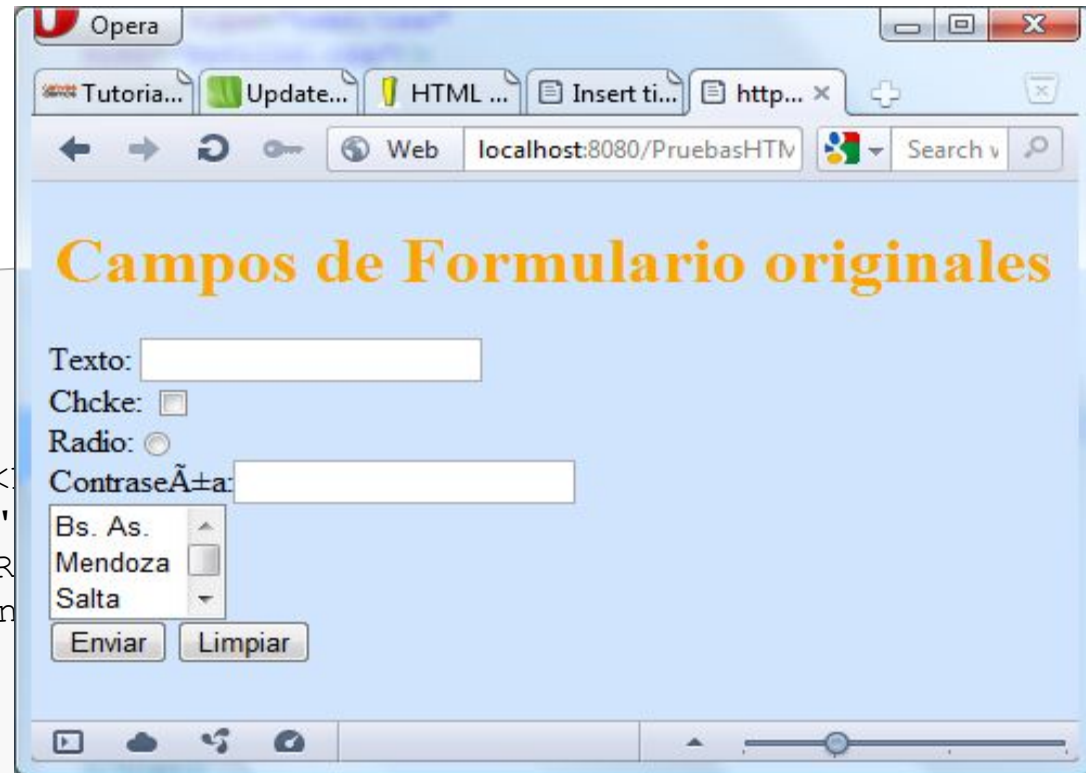 Opera
Tutoria... Update... HTML ... Insert ti... http...
Web localhost:8080/PruebasHTM Search
Campos de Formulario originales
Texto:
Chcke:
Radio:
ContraseÃ±a:
Bs. As.
Mendoza
Salta
Enviar Limpiar